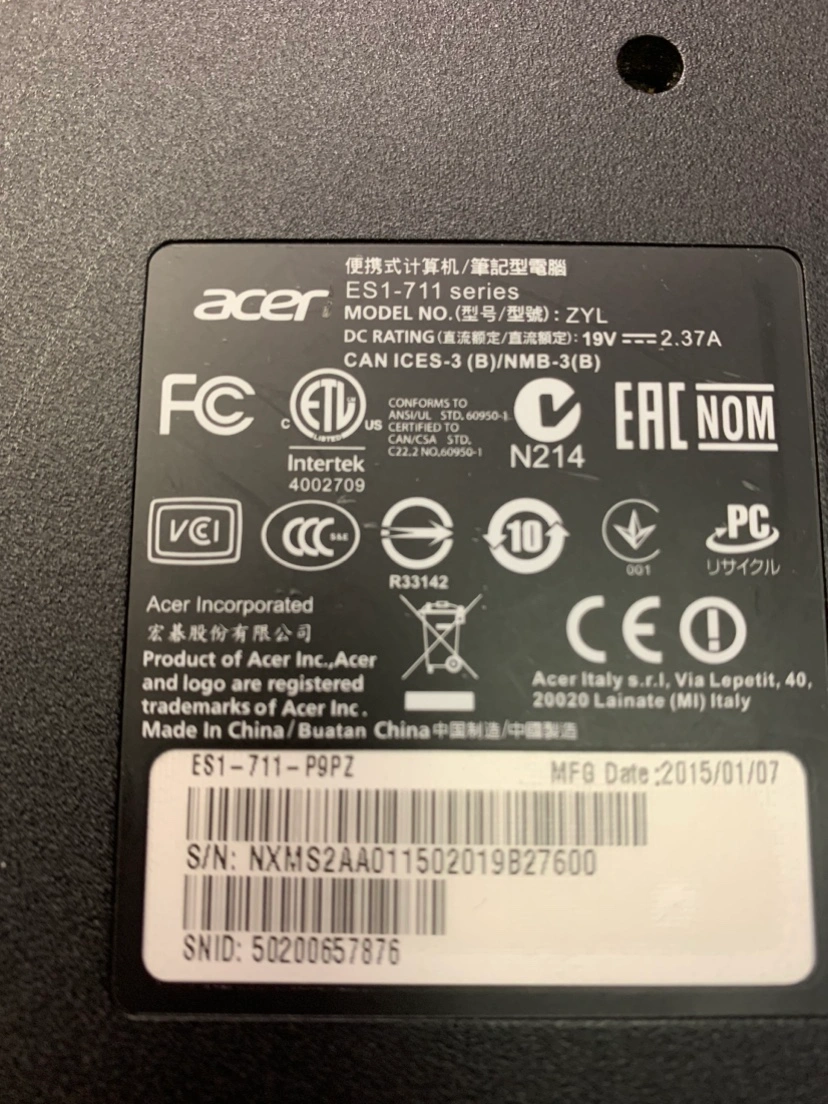 便携式计算机/筆記型電腦
acer
ES1-711 series
MODEL NO.(型号/型號): ZYL
DC RATING(直流额定/直流額定): 19V 2.37A
CAN ICES-3 (B)/NMB-3(B)
FC
C ETL US
LISTED
Intertek
4002709
CONFORMS TO
ANSI/UL STD. 60950-1
CERTIFIED TO
CAN/CSA STD.
C22.2 NO.60950-1
N214
EAC
NOM
VCI
CCC S&E
R33142
10
001
PC
リサイクル
Acer Incorporated
宏碁股份有限公司
Product of Acer Inc.,Acer
and logo are registered
trademarks of Acer Inc.
Made In China/Buatan China中国制造/中國製造
CE
Acer Italy s.r.l, Via Lepetit, 40,
20020 Lainate (MI) Italy
ES1-711-P9PZ
MFG Date :2015/01/07
S/N: NXMS2AA011502019B27600
SNID: 50200657876